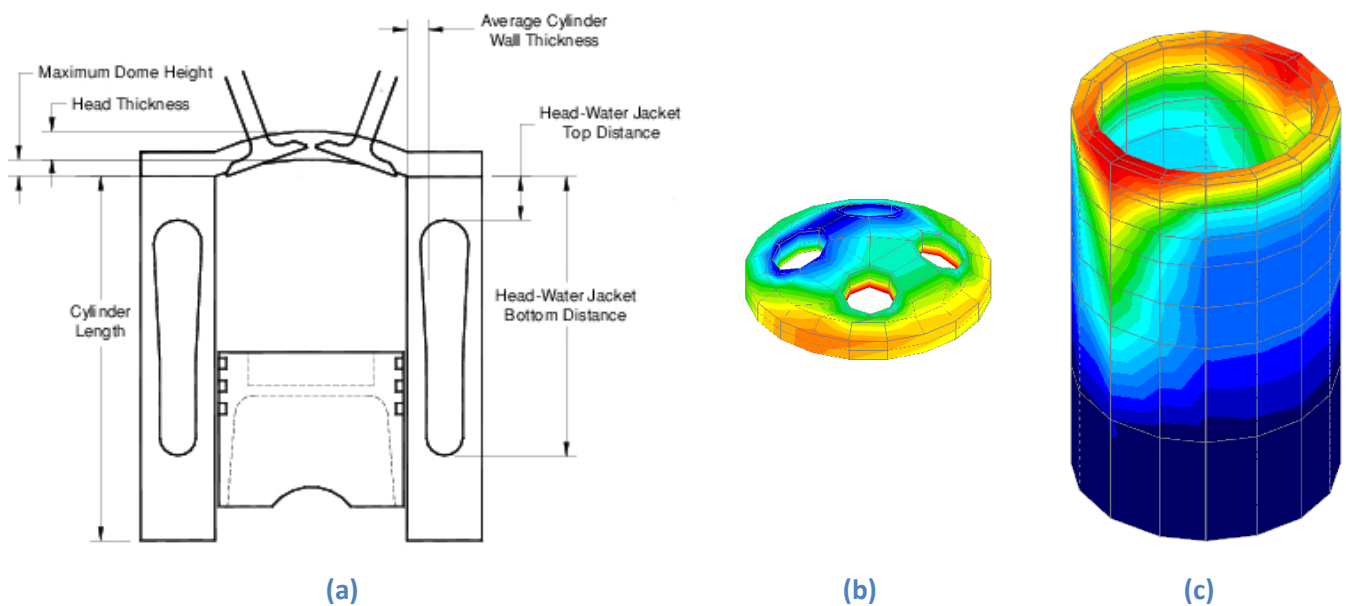 Average Cylinder
Wall Thickness
Maximum Dome Height
Head Thickness
Head-Water Jacket
Top Distance
Cylinder
Length
Head-Water Jacket
Bottom Distance
(a)
(b)
(c)